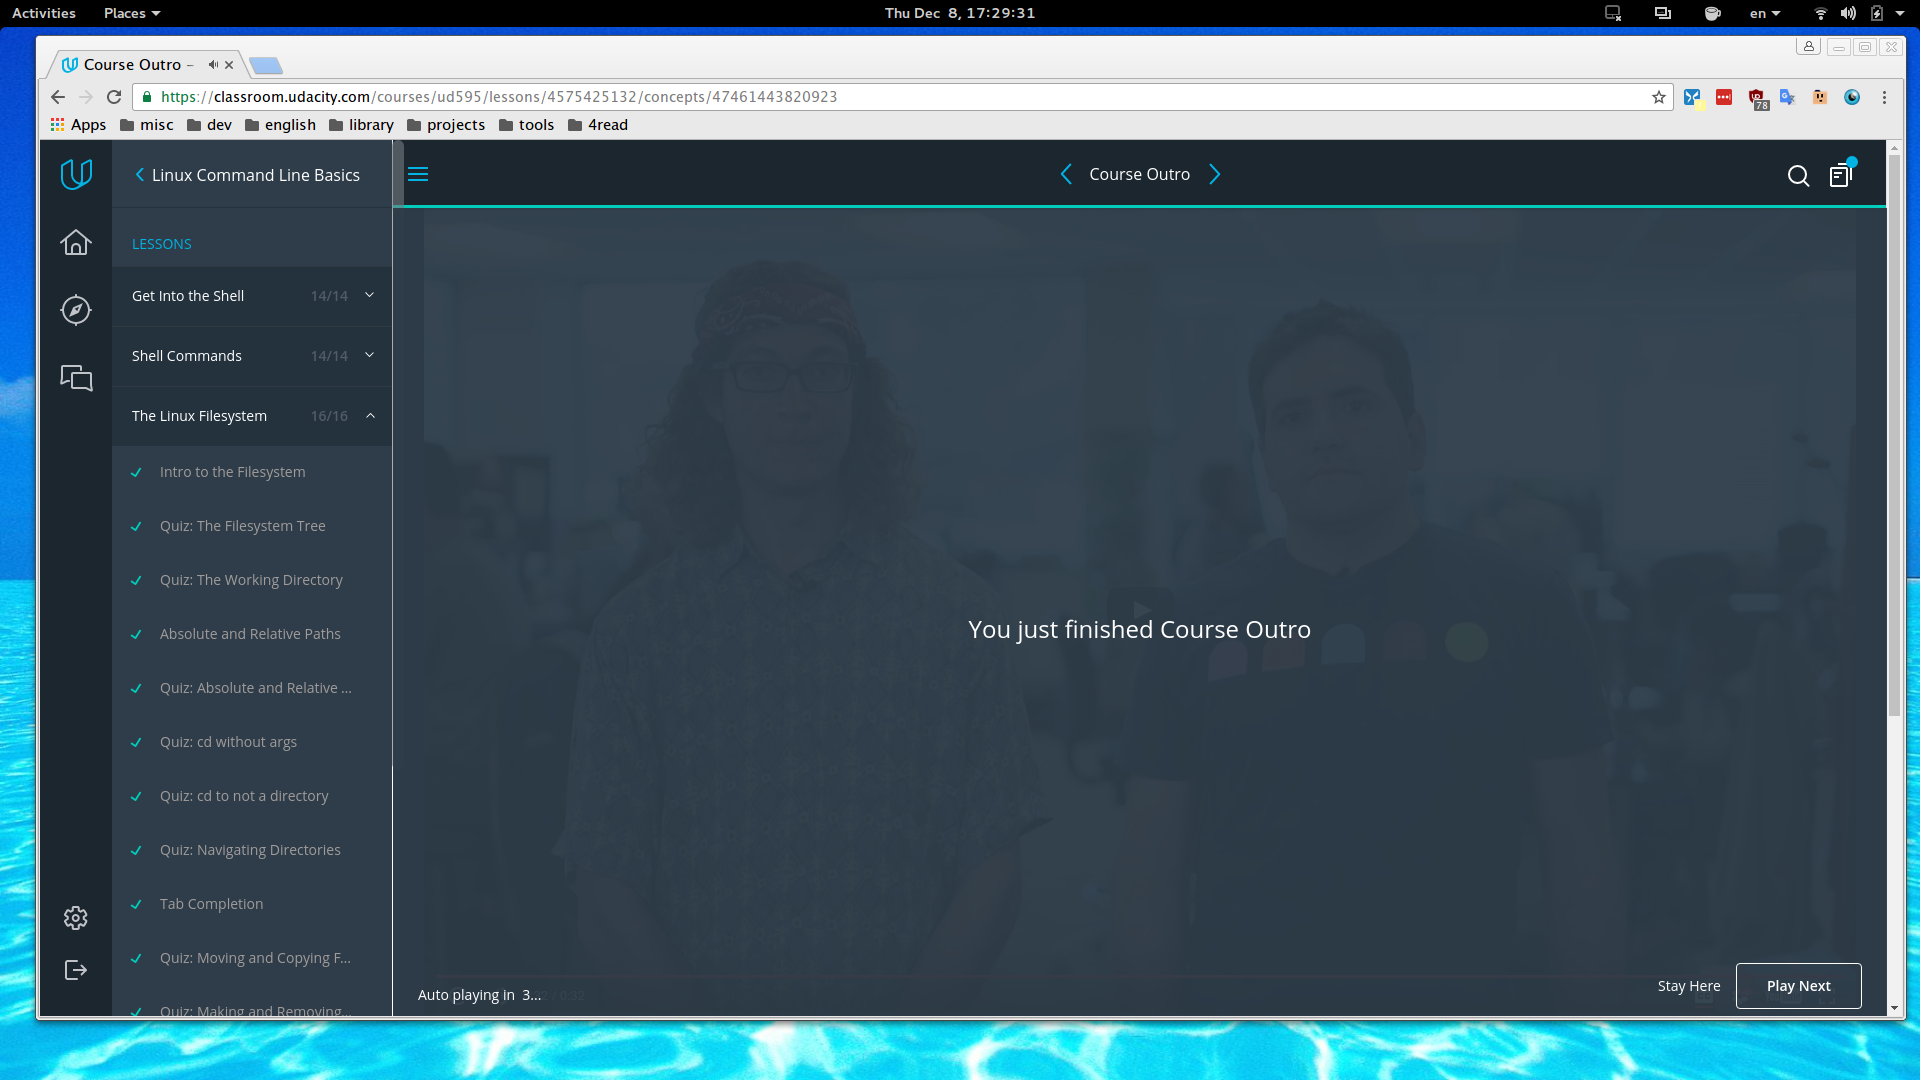 Activities Places Thu Dec 8, 17:29:31 en
Course Outro –
https://classroom.udacity.com/courses/ud595/lessons/4575425132/concepts/47461443820923
78
Apps misc dev english library projects tools 4read
Linux Command Line Basics
Course Outro
LESSONS
Get Into the Shell 14/14
Shell Commands 14/14
The Linux Filesystem 16/16
Intro to the Filesystem
Quiz: The Filesystem Tree
Quiz: The Working Directory
Absolute and Relative Paths
Quiz: Absolute and Relative ...
Quiz: cd without args
Quiz: cd to not a directory
Quiz: Navigating Directories
Tab Completion
Quiz: Moving and Copying F...
Quiz: Making and Removing...
You just finished Course Outro
Auto playing in 3...
Stay Here
Play Next